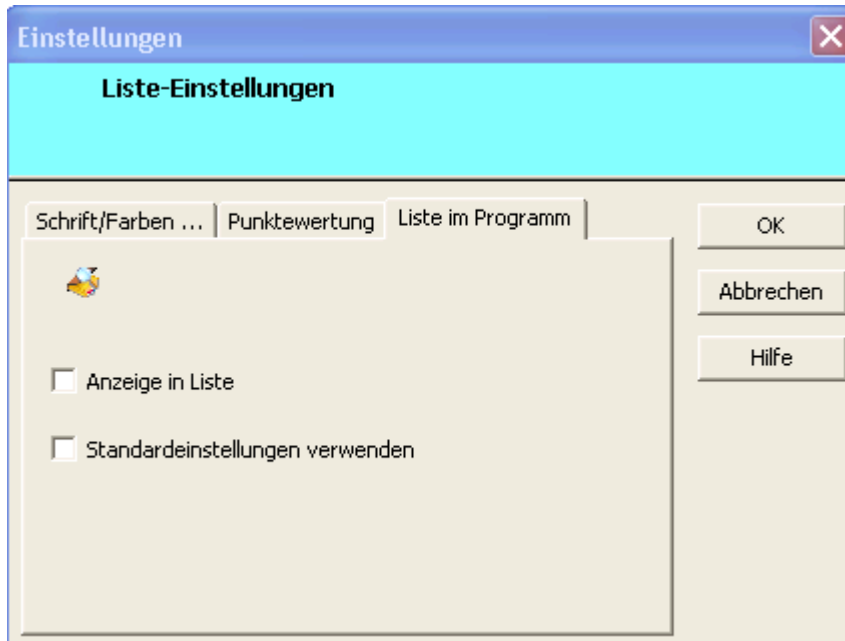 Einstellungen
Liste-Einstellungen
Schrift/Farben ... Punktewertung Liste im Programm
OK
Abbrechen
Hilfe
Anzeige in Liste
Standardeinstellungen verwenden